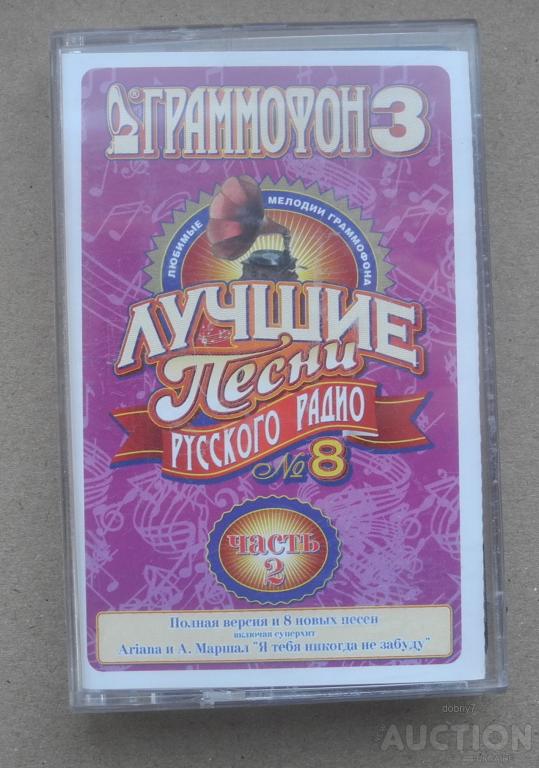 ГРАММОФОН 3
ЛЮБИМЫЕ МЕЛОДИИ ГРАММОФОНА
ЛУЧШИЕ
Песни
РУССКОГО РАДИО
№ 8
ЧАСТЬ
2
Полная версия и 8 новых песен
включая суперхит
Ariana и А. Маршал "Я тебя никогда не забуду"
dobriy7
AUCTION
UKRAINE